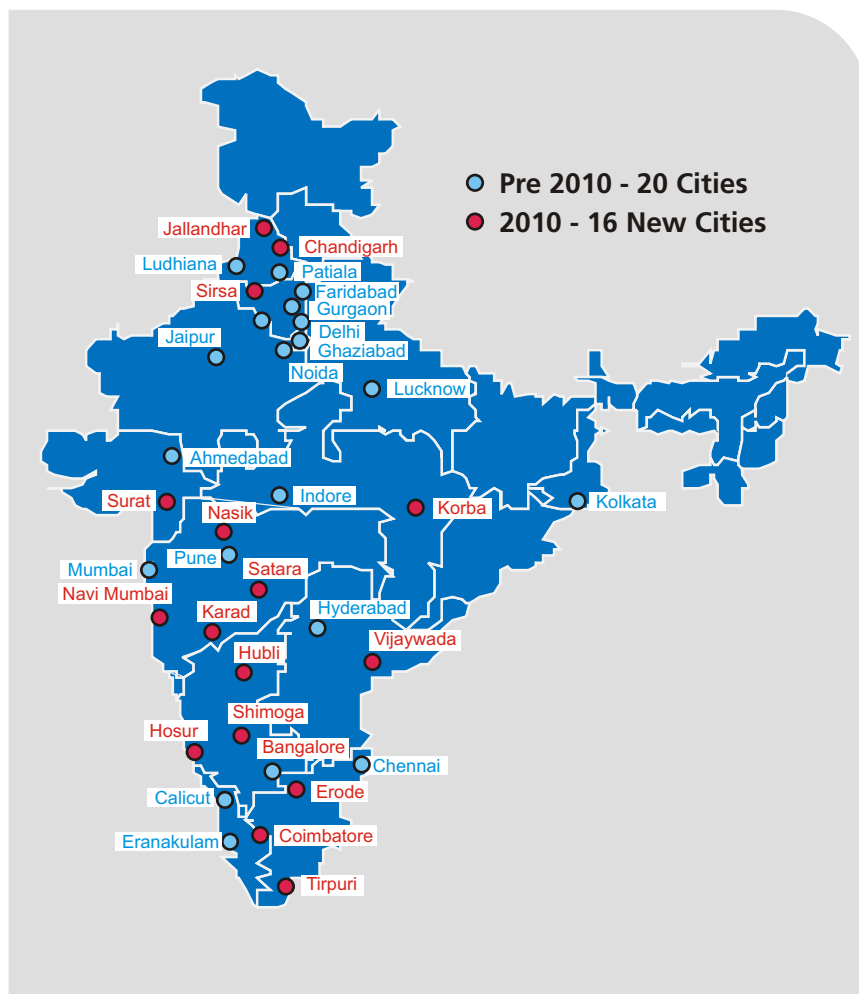 Pre 2010 - 20 Cities
2010 - 16 New Cities
Jallandhar
Chandigarh
Ludhiana
Patiala
Sirsa
Faridabad
Gurgaon
Delhi
Jaipur
Ghaziabad
Noida
Lucknow
Ahmedabad
Indore
Surat
Korba
Kolkata
Nasik
Pune
Mumbai
Satara
Navi Mumbai
Karad
Hyderabad
Vijaywada
Hubli
Shimoga
Hosur
Bangalore
Chennai
Erode
Calicut
Coimbatore
Eranakulam
Tirpuri